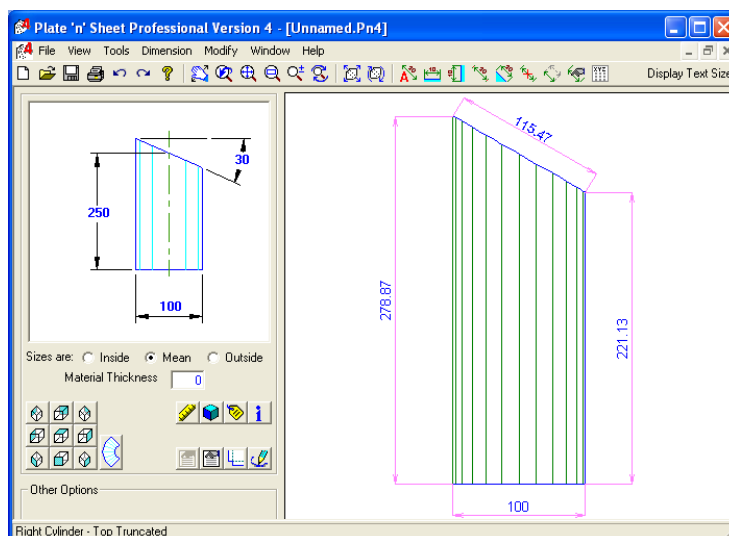 Plate 'n' Sheet Professional Version 4 - [Unnamed.Pn4]
File View Tools Dimension Modify Window Help
Display Text Size
30
250
100
Sizes are: Inside Mean Outside
Material Thickness 0
Other Options
115.47
278.87
221.13
100
Right Cylinder - Top Truncated